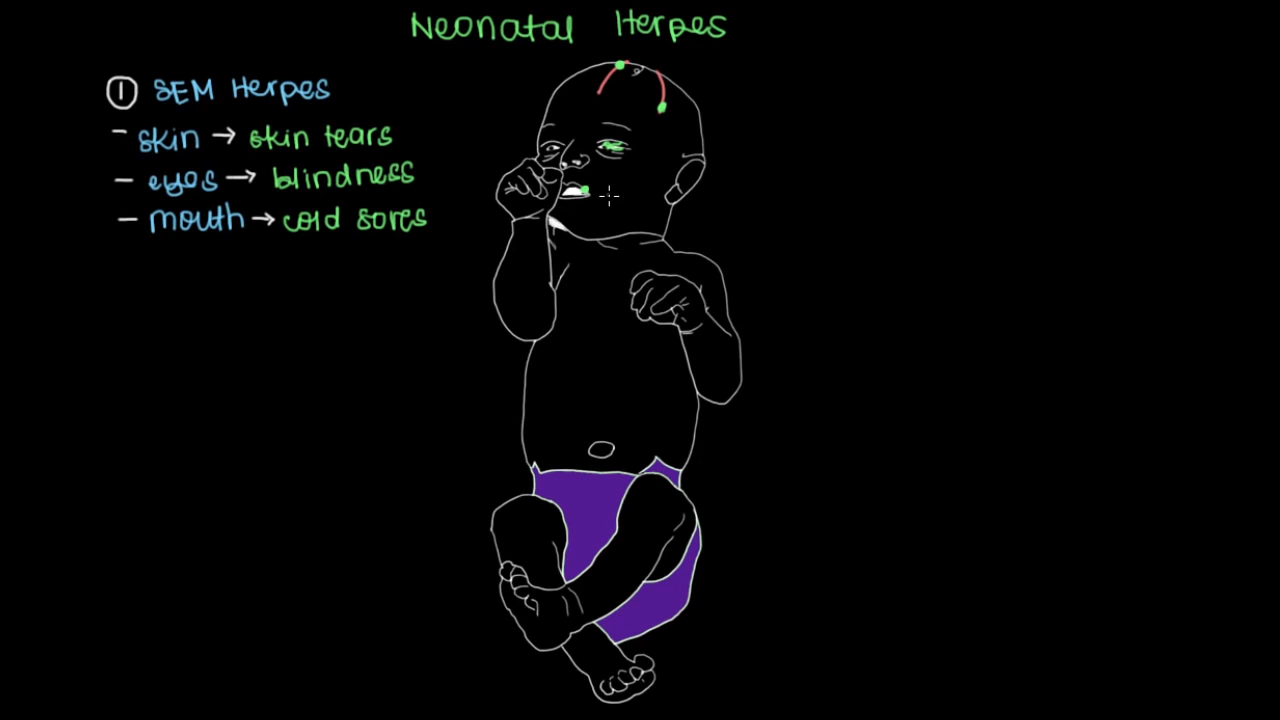 Neonatal Herpes
① SEM Herpes
- skin → skin tears
- eyes → blindness
- mouth → cold sores